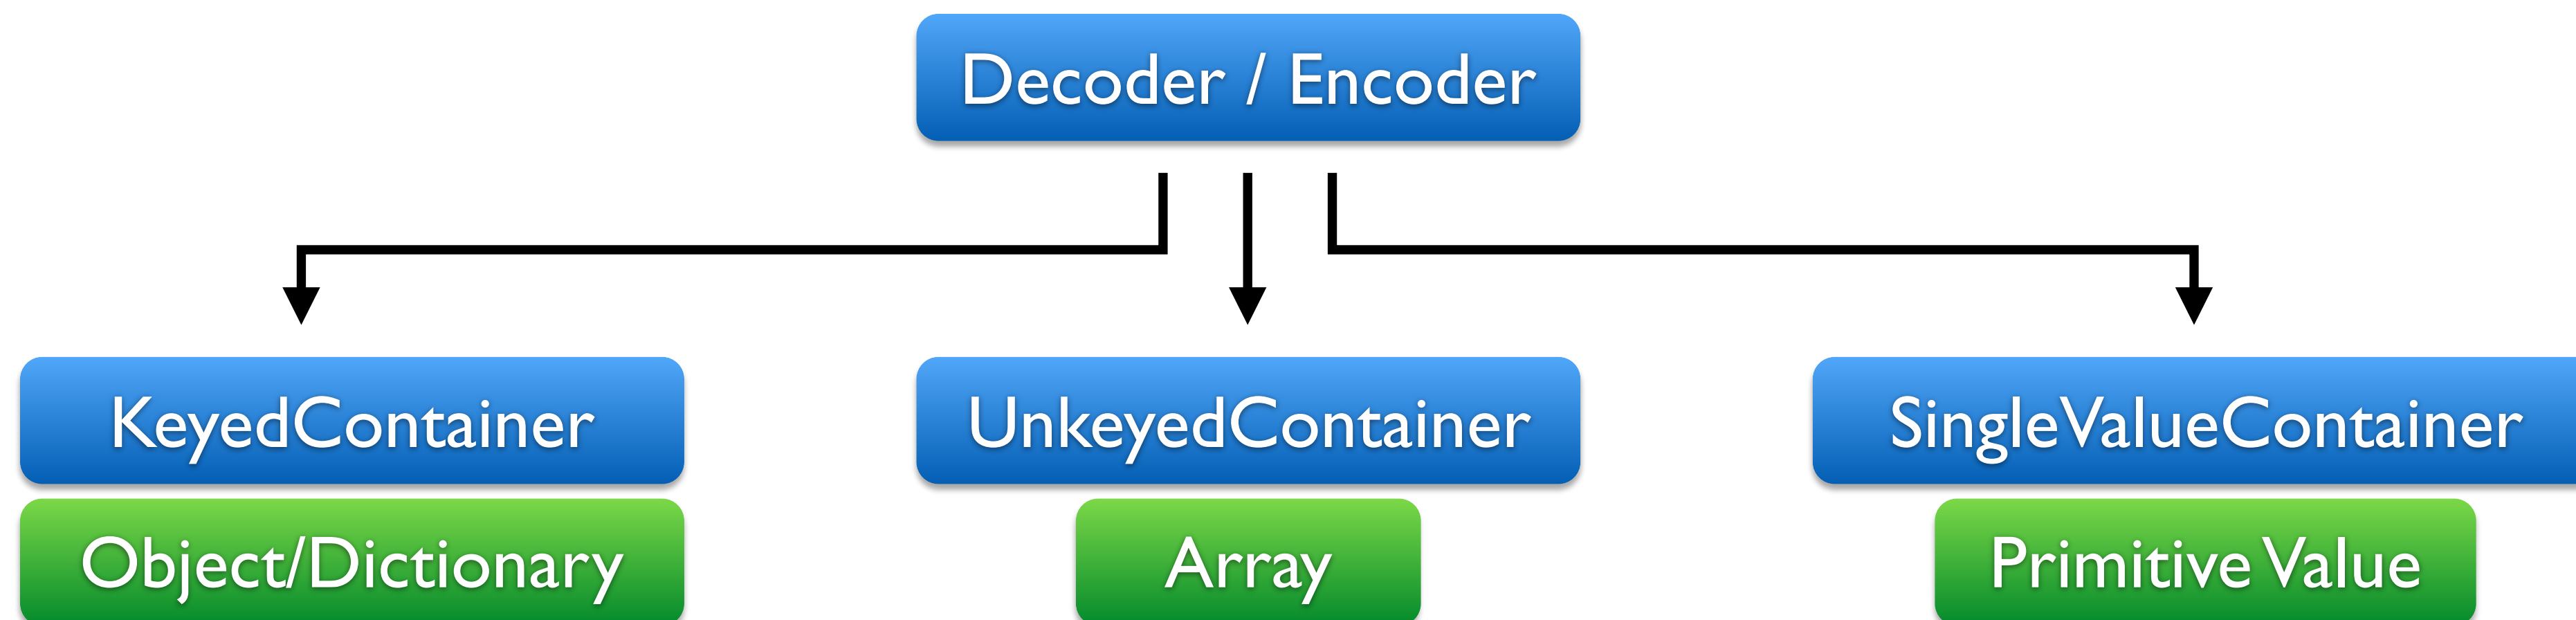 Decoder / Encoder
KeyedContainer
UnkeyedContainer
SingleValueContainer
Object/Dictionary
Array
Primitive Value